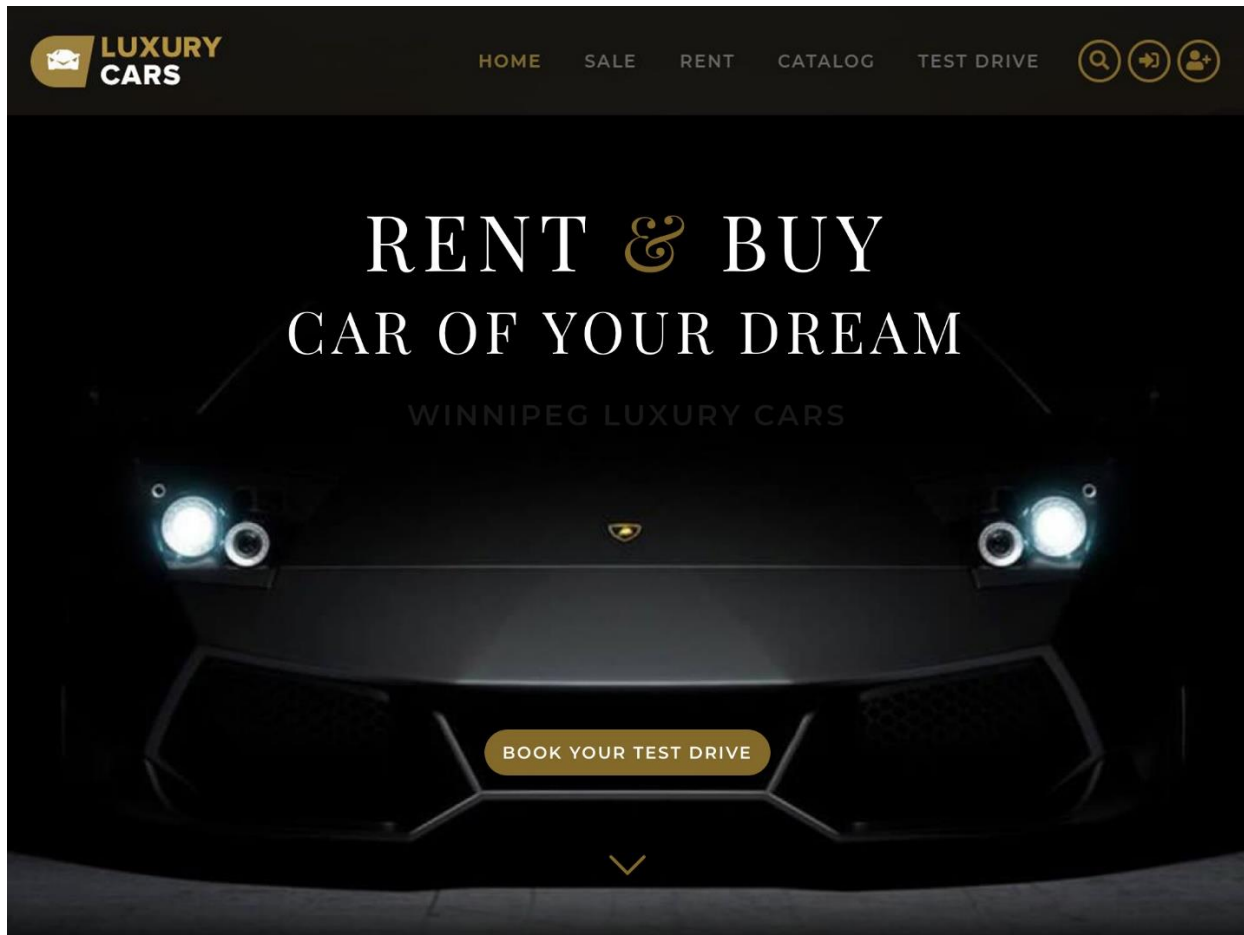 LUXURY
CARS
HOME SALE RENT CATALOG TEST DRIVE
RENT & BUY
CAR OF YOUR DREAM
WINNIPEG LUXURY CARS
BOOK YOUR TEST DRIVE